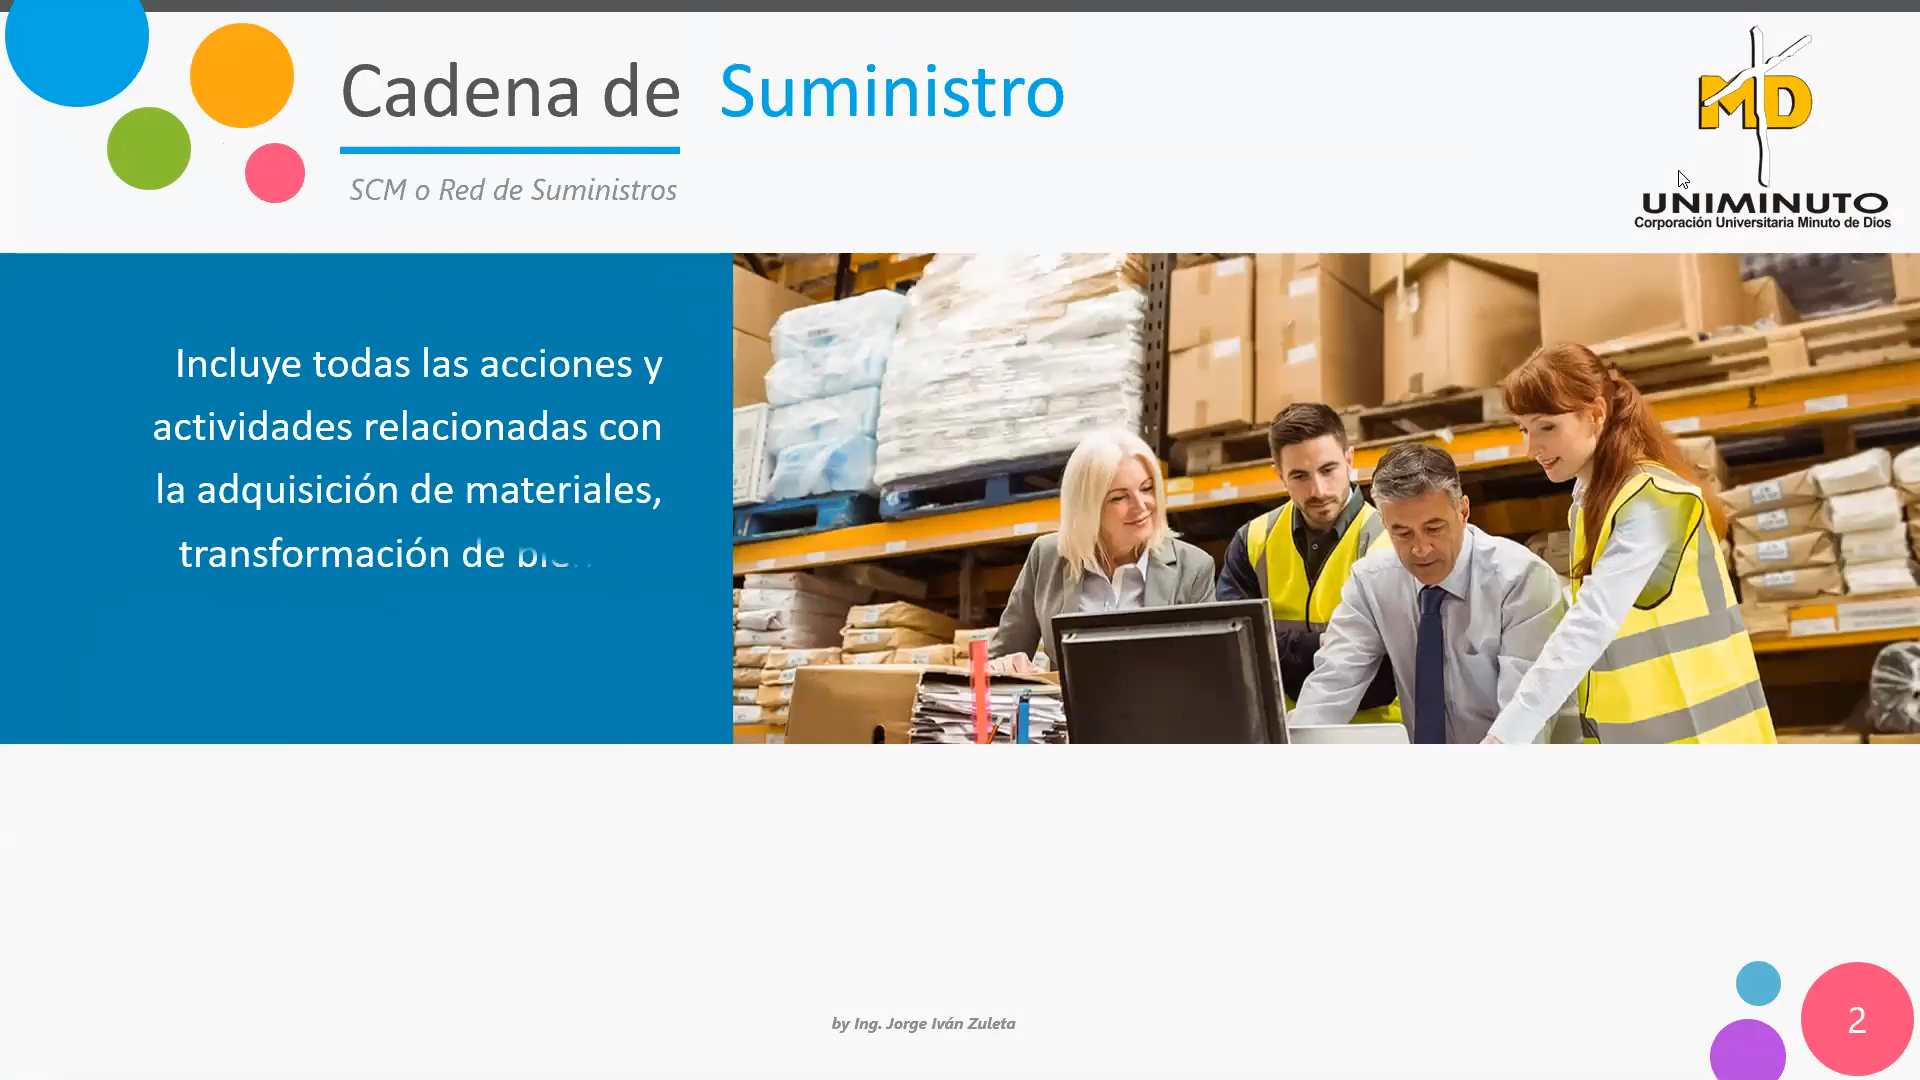 Cadena de Suministro
SCM o Red de Suministros
MD
UNIMINUTO
Corporación Universitaria Minuto de Dios
Incluye todas las acciones y
actividades relacionadas con
la adquisición de materiales,
transformación de
by Ing. Jorge Iván Zuleta
2